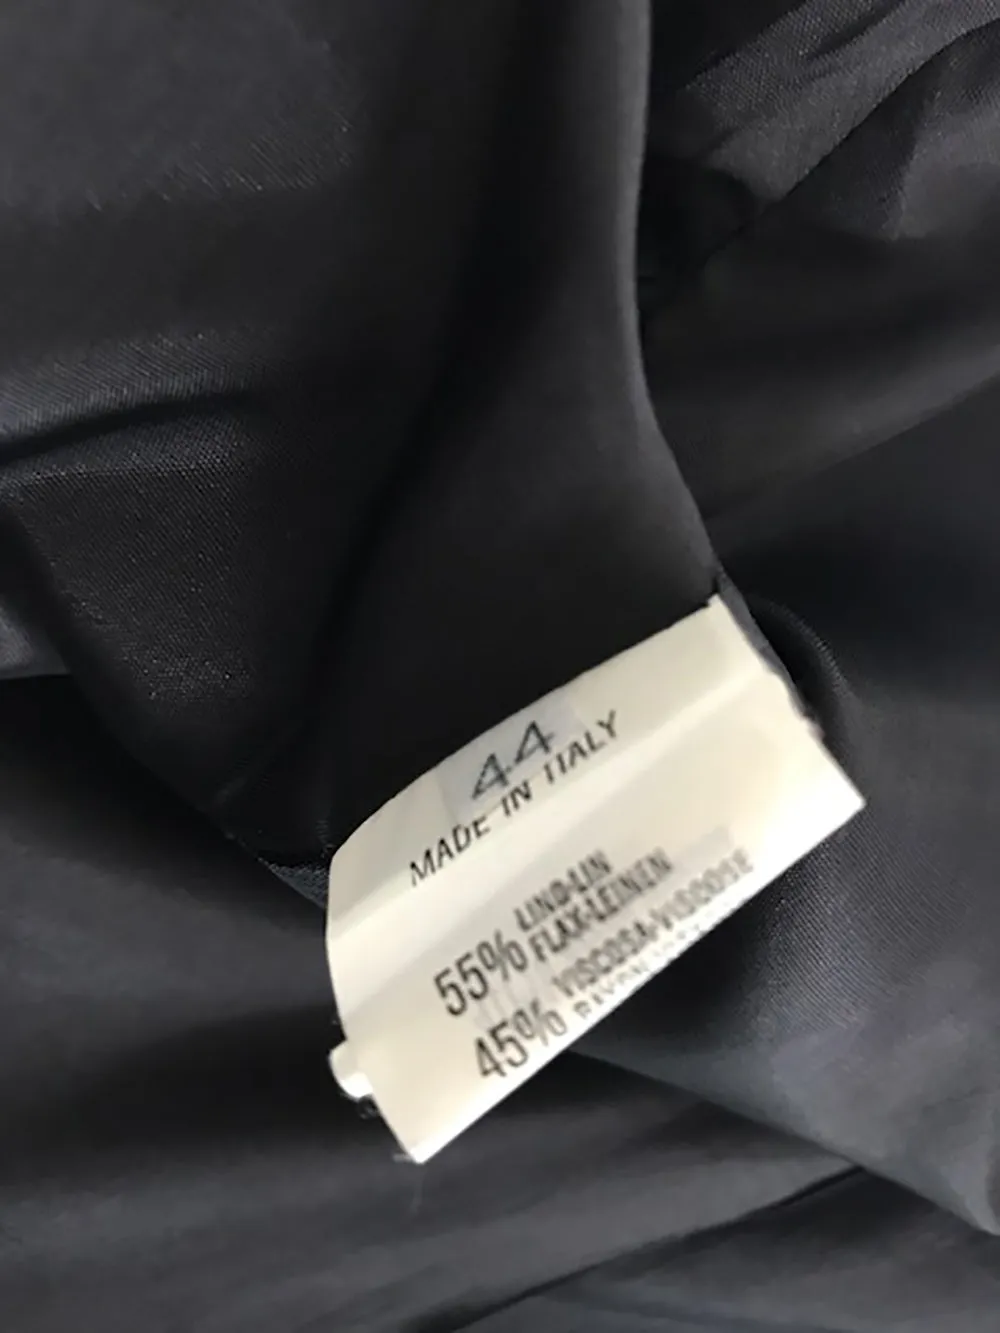 44
MADE IN ITALY
55% LINO-LIN
FLAX-LEINEN
45% VISCOSA-VISCOSE